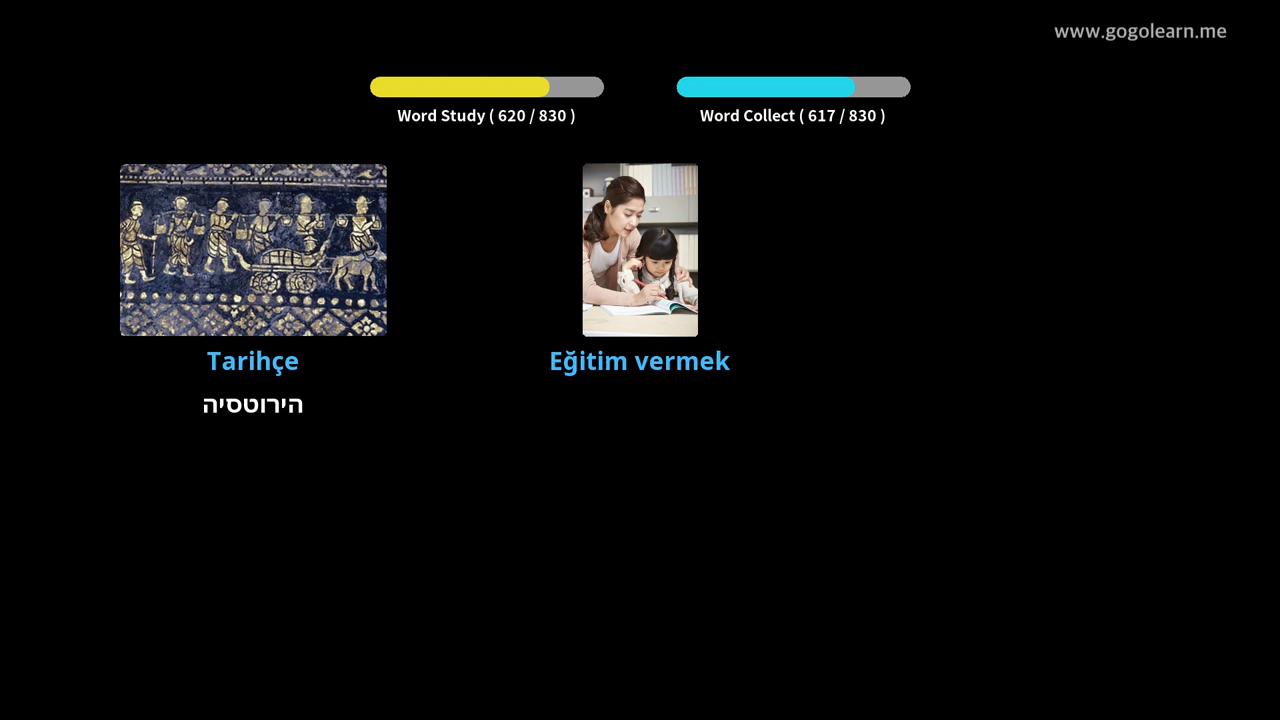 www.gogolearn.me
Word Study ( 620 / 830 )
Word Collect ( 617 / 830 )
Tarihçe
Eğitim vermek
הירוטסיה